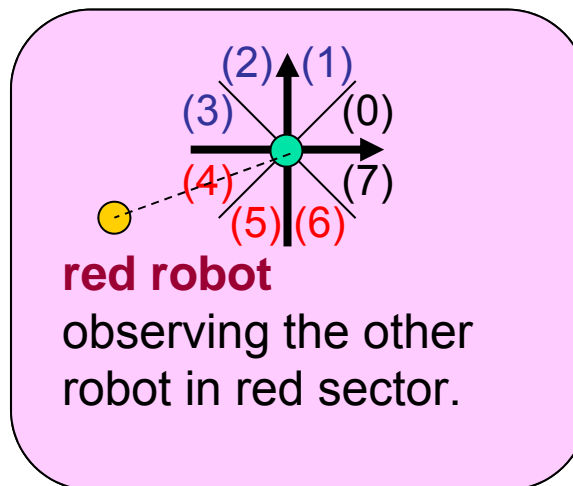 (2) (1)
(3) (0)
(4) (7)
(5) (6)
red robot
observing the other
robot in red sector.